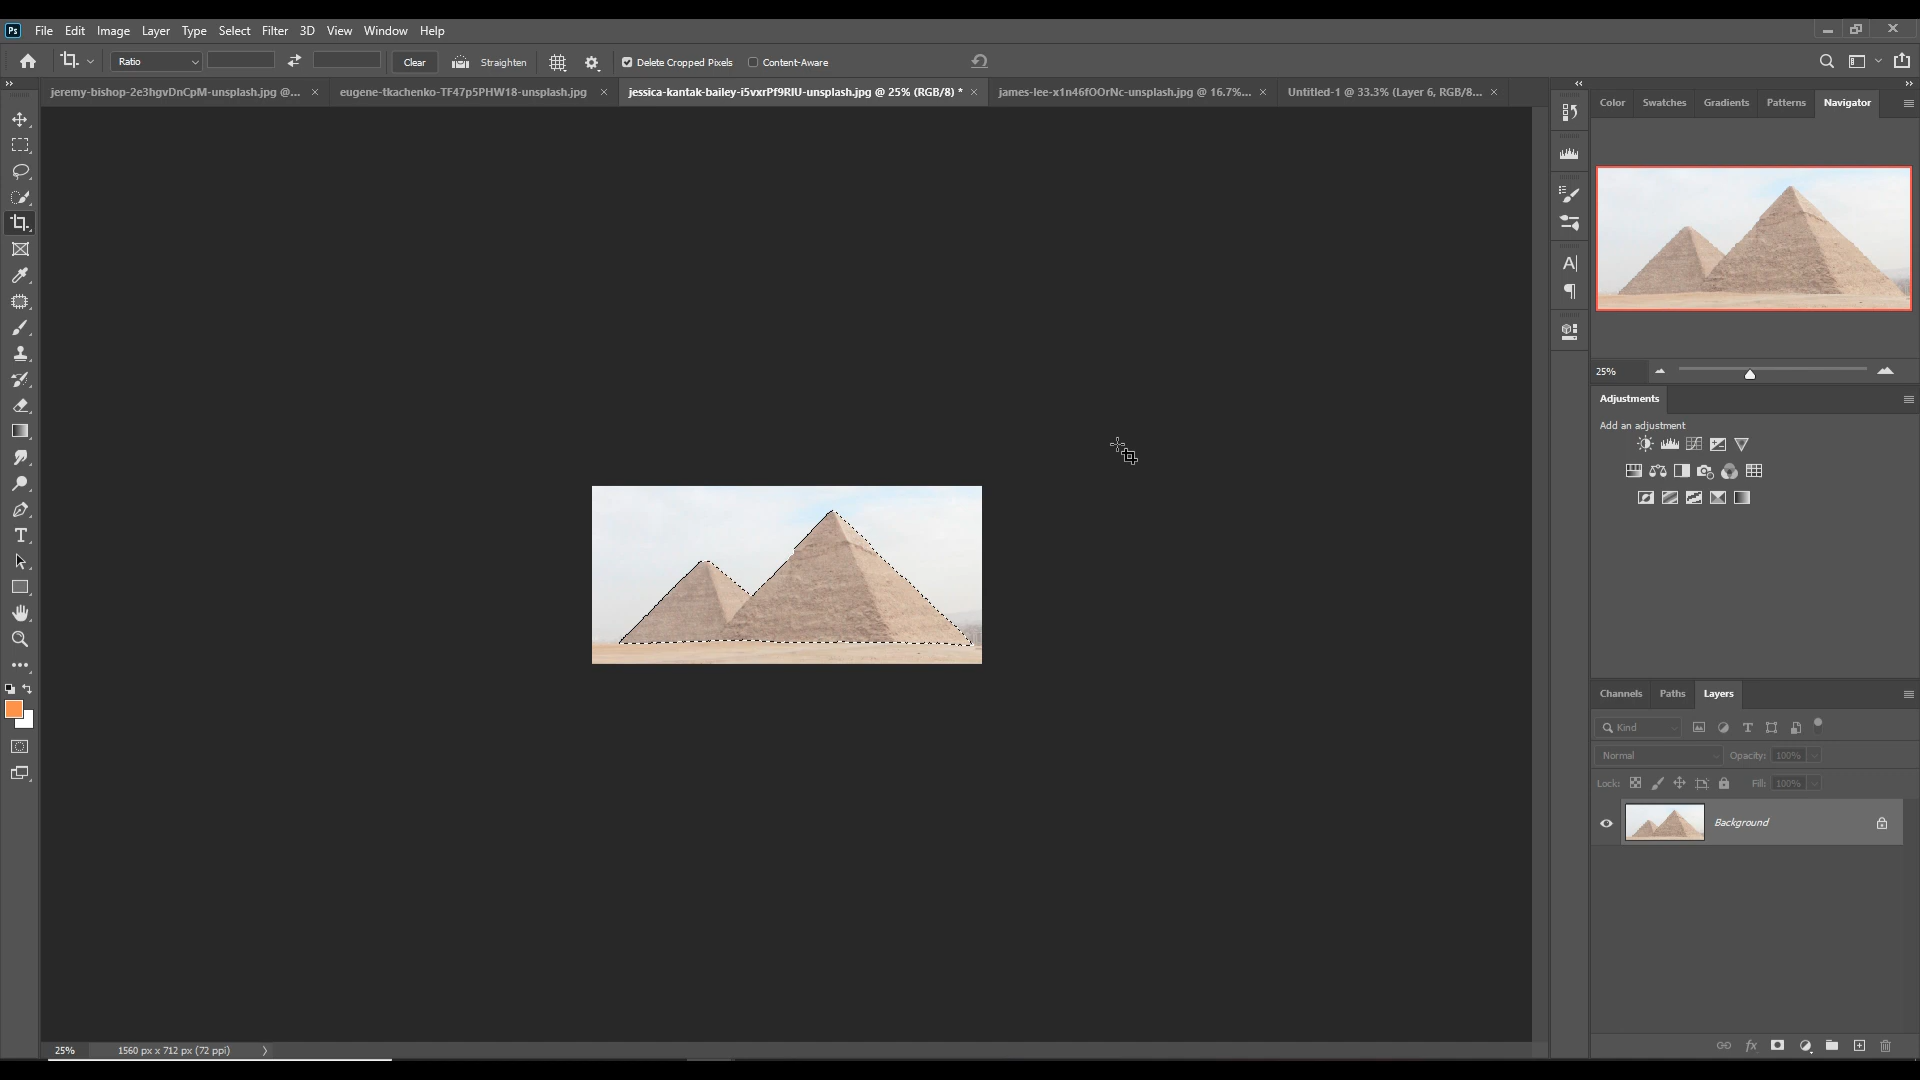 Ps File Edit Image Layer Type Select Filter 3D View Window Help
Ratio Clear Straighten Delete Cropped Pixels Content-Aware
jeremy-bishop-2e3hgvDnCpM-unsplash.jpg @... eugene-tkachenko-TF47p5PHW18-unsplash.jpg jessica-kantak-bailey-i5vxrPf9RIU-unsplash.jpg @ 25% (RGB/8) * james-lee-x1n46fOOrNc-unsplash.jpg @ 16.7%... Untitled-1 @ 33.3% (Layer 6, RGB/8...
Color Swatches Gradients Patterns Navigator
25%
Adjustments
Add an adjustment
Channels Paths Layers
Kind
Normal Opacity: 100%
Lock: Fill: 100%
Background
fx
25% 1560 px x 712 px (72 ppi)